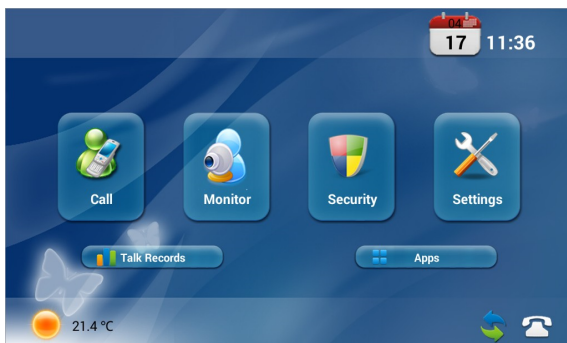 04
17 11:36
Call Monitor Security Settings
Talk Records Apps
21.4 ℃